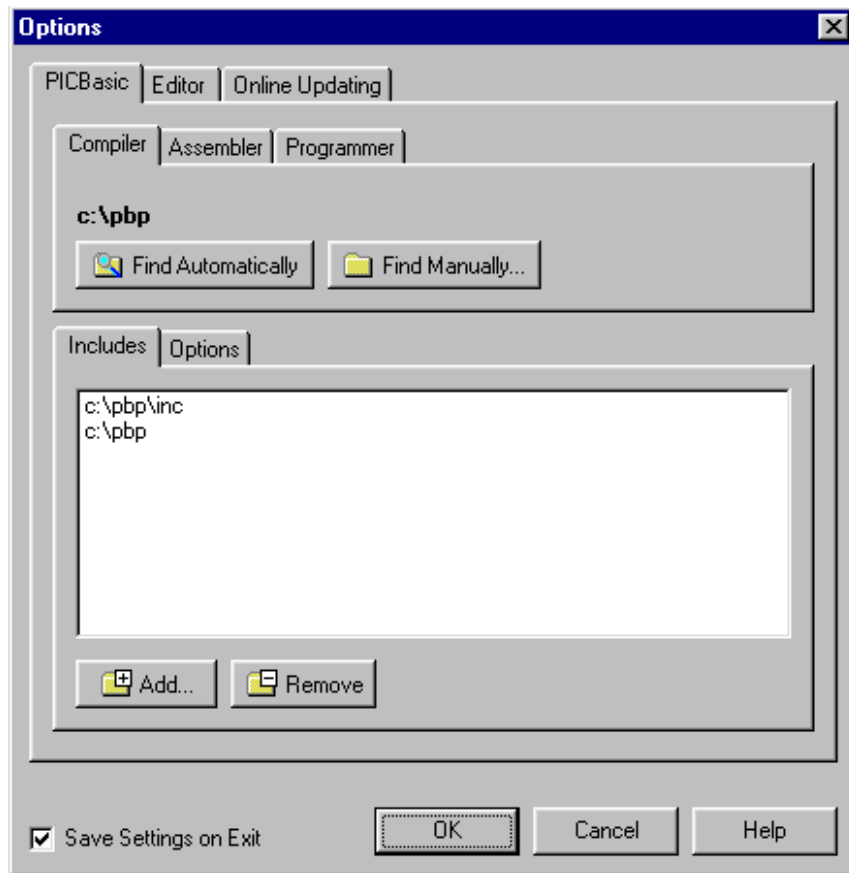 Options
PICBasic Editor Online Updating
Compiler Assembler Programmer
c:\pbp
Find Automatically Find Manually...
Includes Options
c:\pbp\inc
c:\pbp
Add... Remove
Save Settings on Exit OK Cancel Help